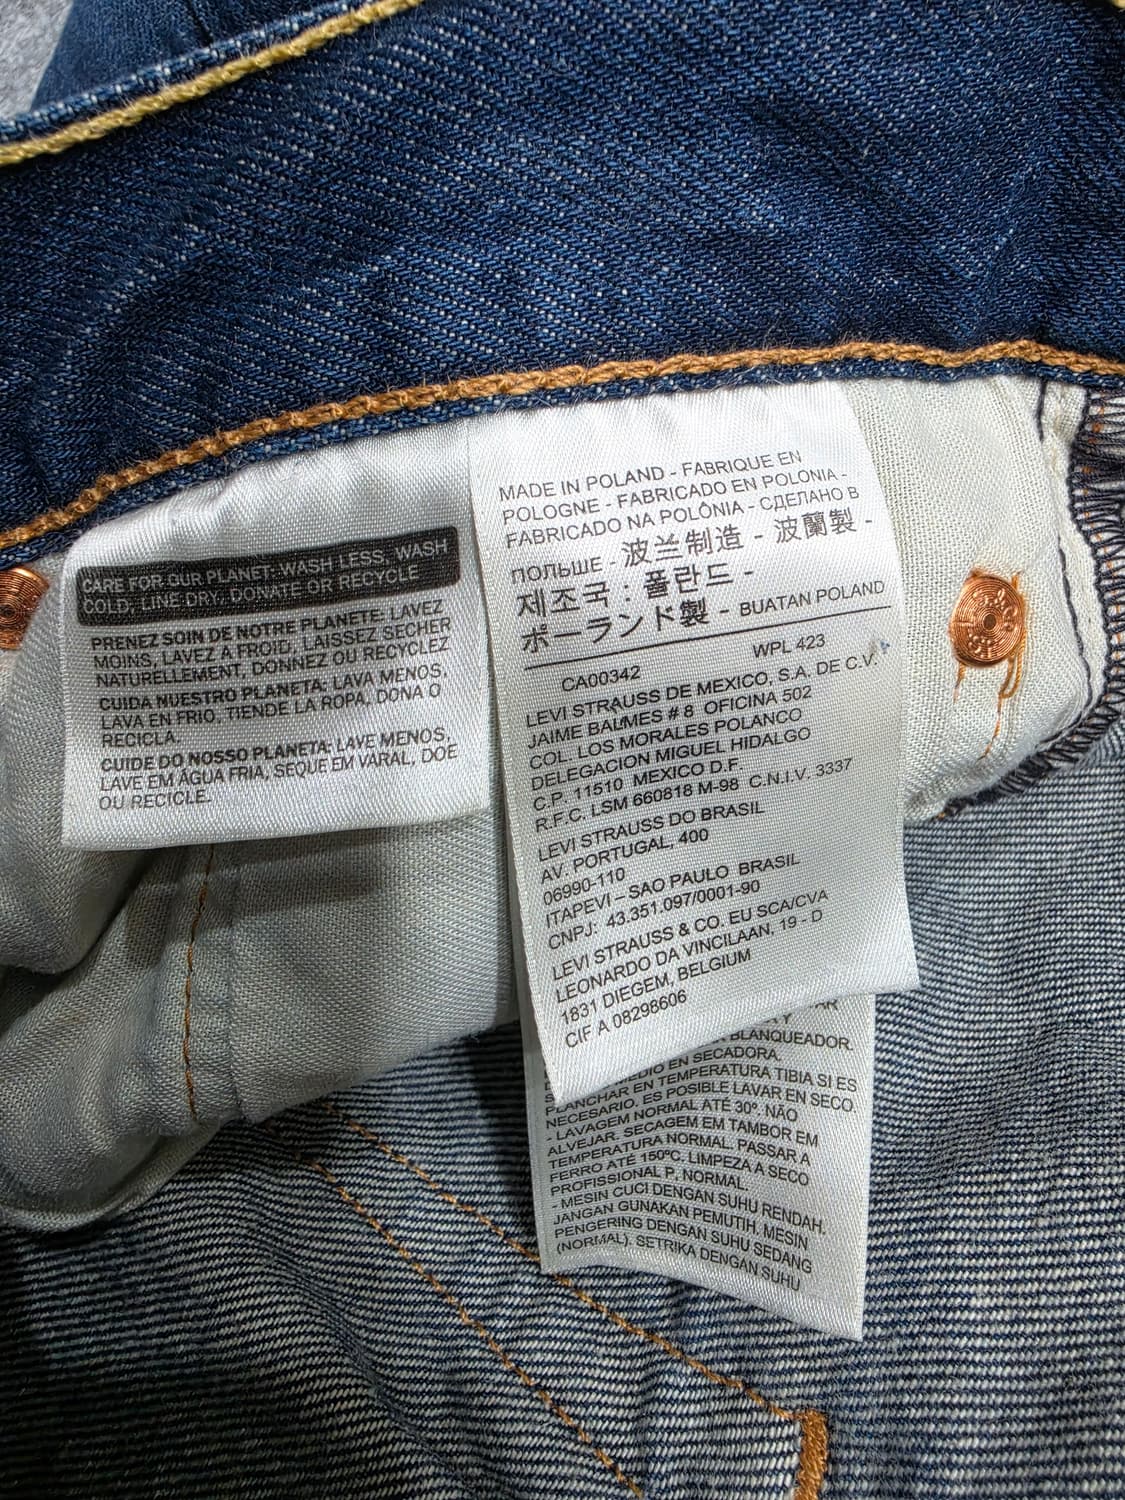 CARE FOR OUR PLANET: WASH LESS, WASH
COLD, LINE DRY, DONATE OR RECYCLE
PRENEZ SOIN DE NOTRE PLANETE: LAVEZ
MOINS, LAVEZ A FROID, LAISSEZ SECHER
NATURELLEMENT, DONNEZ OU RECYCLEZ
CUIDA NUESTRO PLANETA: LAVA MENOS,
LAVA EN FRIO, TIENDE LA ROPA, DONA O
RECICLA.
CUIDE DO NOSSO PLANETA: LAVE MENOS,
LAVE EM ÁGUA FRIA, SEQUE EM VARAL, DOE
OU RECICLE.
MADE IN POLAND - FABRIQUE EN
POLOGNE - FABRICADO EN POLONIA -
FABRICADO NA POLÔNIA - СДЕЛАНО В
ПОЛЬШЕ - 波兰制造 - 波蘭製 -
제조국 : 폴란드 -
ポーランド製 - BUATAN POLAND
CA00342 WPL 423
LEVI STRAUSS DE MEXICO, S.A. DE C.V.
JAIME BALMES # 8 OFICINA 502
COL. LOS MORALES POLANCO
DELEGACION MIGUEL HIDALGO
C.P. 11510 MEXICO D.F.
R.F.C. LSM 660818 M-98 C.N.I.V. 3337
LEVI STRAUSS DO BRASIL
AV. PORTUGAL, 400
06990-110
ITAPEVI – SAO PAULO BRASIL
CNPJ: 43.351.097/0001-90
LEVI STRAUSS & CO. EU SCA/CVA
LEONARDO DA VINCILAAN, 19 - D
1831 DIEGEM, BELGIUM
CIF A 08298606
Y
BLANQUEADOR.
MEDIO EN SECADORA.
PLANCHAR EN TEMPERATURA TIBIA SI ES
NECESARIO. ES POSIBLE LAVAR EN SECO.
- LAVAGEM NORMAL ATÉ 30º. NÃO
ALVEJAR. SECAGEM EM TAMBOR EM
TEMPERATURA NORMAL. PASSAR A
FERRO ATÉ 150ºC. LIMPEZA A SECO
PROFISSIONAL P, NORMAL.
- MESIN CUCI DENGAN SUHU RENDAH.
JANGAN GUNAKAN PEMUTIH. MESIN
PENGERING DENGAN SUHU SEDANG
(NORMAL). SETRIKA DENGAN SUHU